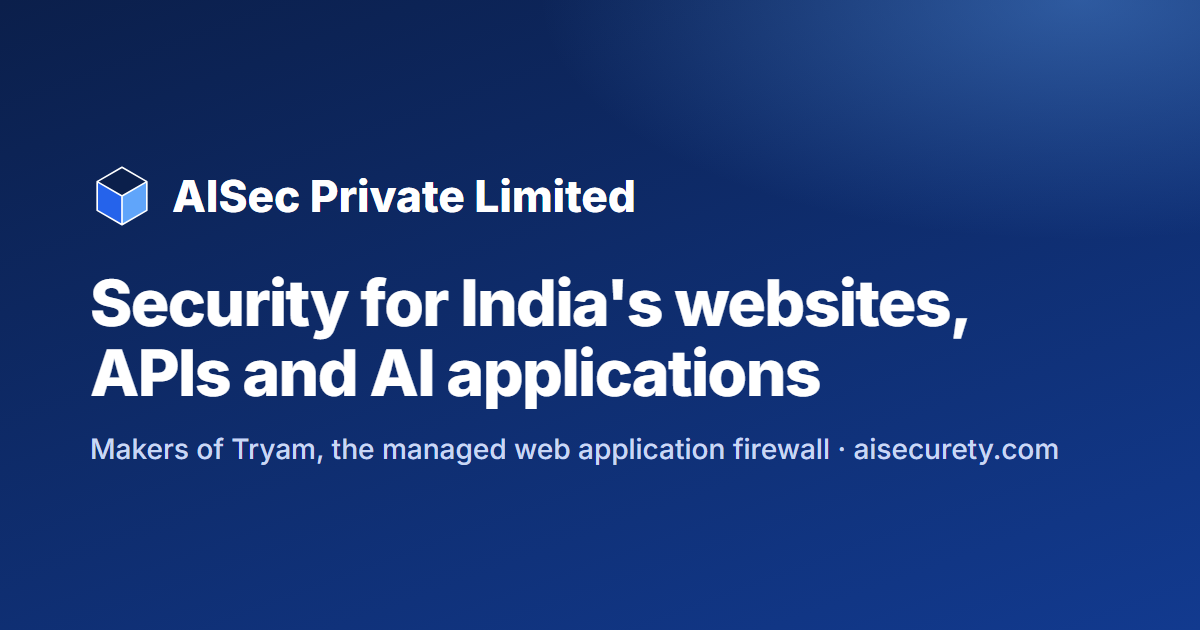 AISec Private Limited
Security for India's websites,
APIs and AI applications
Makers of Tryam, the managed web application firewall · aisecurety.com